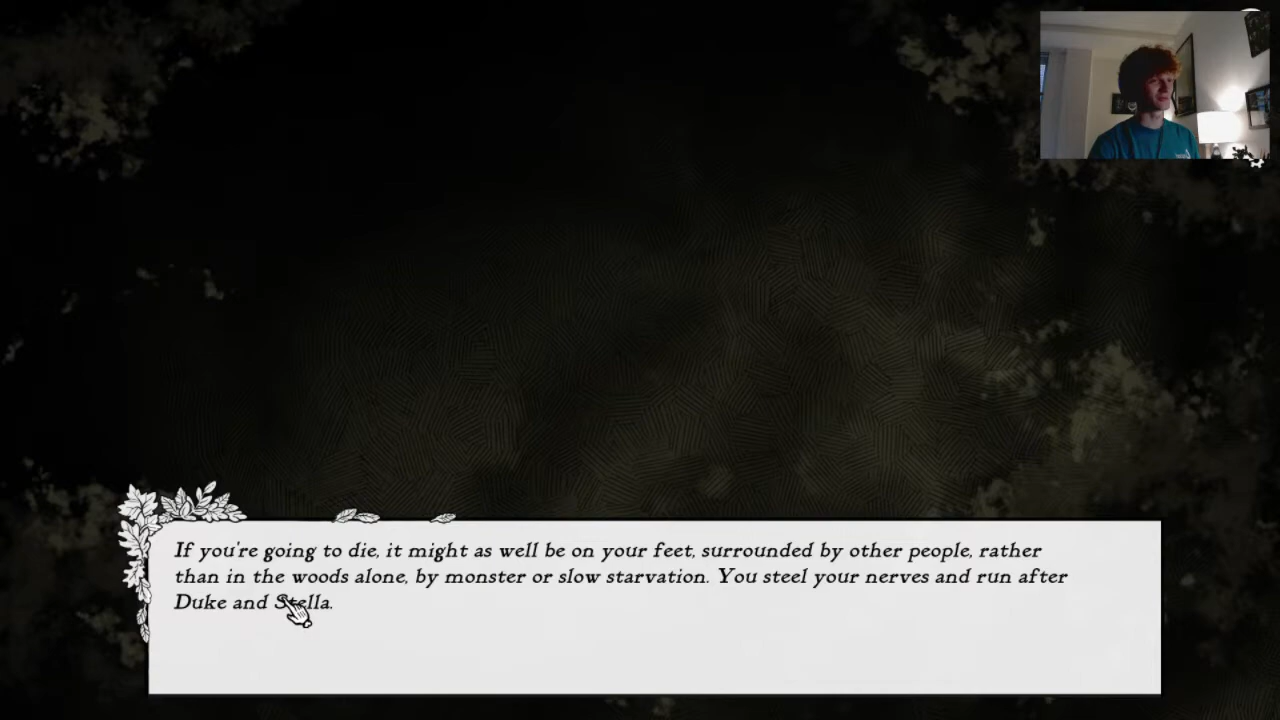 If you're going to die, it might as well be on your feet, surrounded by other people, rather
than in the woods alone, by monster or slow starvation. You steel your nerves and run after
Duke and Stella.